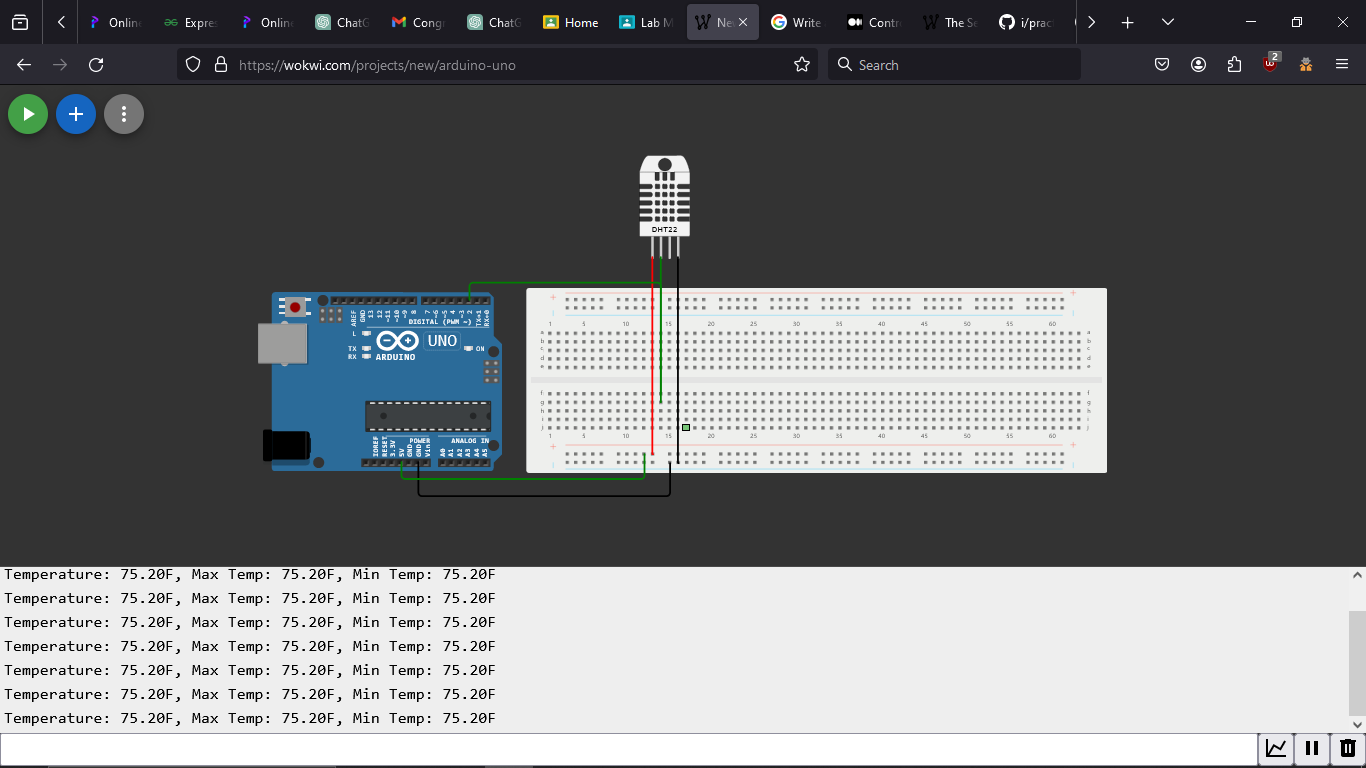 Onlin
Expres
Onlin
ChatG
Cong
ChatG
Home
Lab M
Ne
Write
Contr
The Se
i/prac
https://wokwi.com/projects/new/arduino-uno
Search
2
DHT22
AREF
GND
13
12
~11
~10
~9
8
7
~6
~5
4
~3
2
TX→1
RX←0
DIGITAL (PWM ~)
L
TX
RX
UNO
ON
ARDUINO
POWER
ANALOG IN
IOREF
RESET
3.3V
5V
GND
GND
Vin
A0
A1
A2
A3
A4
A5
1 5 10 15 20 25 30 35 40 45 50 55 60
a
b
c
d
e
a
b
c
d
e
f
g
h
i
j
f
g
h
i
j
1 5 10 15 20 25 30 35 40 45 50 55 60
Temperature: 75.20F, Max Temp: 75.20F, Min Temp: 75.20F
Temperature: 75.20F, Max Temp: 75.20F, Min Temp: 75.20F
Temperature: 75.20F, Max Temp: 75.20F, Min Temp: 75.20F
Temperature: 75.20F, Max Temp: 75.20F, Min Temp: 75.20F
Temperature: 75.20F, Max Temp: 75.20F, Min Temp: 75.20F
Temperature: 75.20F, Max Temp: 75.20F, Min Temp: 75.20F
Temperature: 75.20F, Max Temp: 75.20F, Min Temp: 75.20F